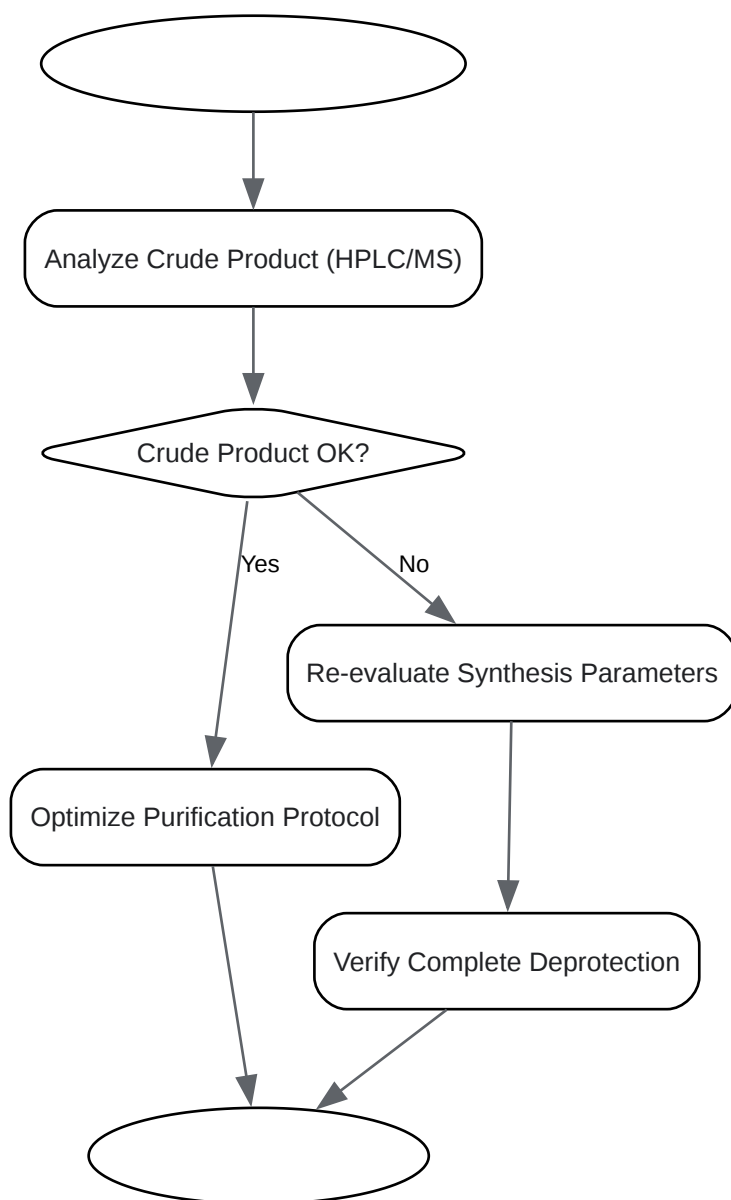 Analyze Crude Product (HPLC/MS)
Crude Product OK?
Yes
No
Re-evaluate Synthesis Parameters
Optimize Purification Protocol
Verify Complete Deprotection